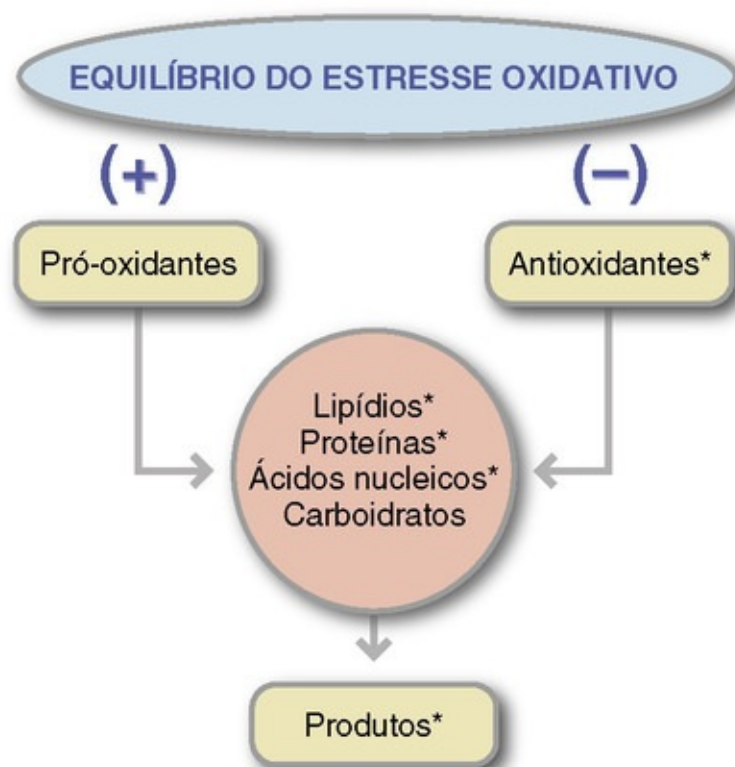 EQUILÍBRIO DO ESTRESSE OXIDATIVO
(+)
(−)
Pró-oxidantes
Antioxidantes*
Lipídios*
Proteínas*
Ácidos nucleicos*
Carboidratos
Produtos*